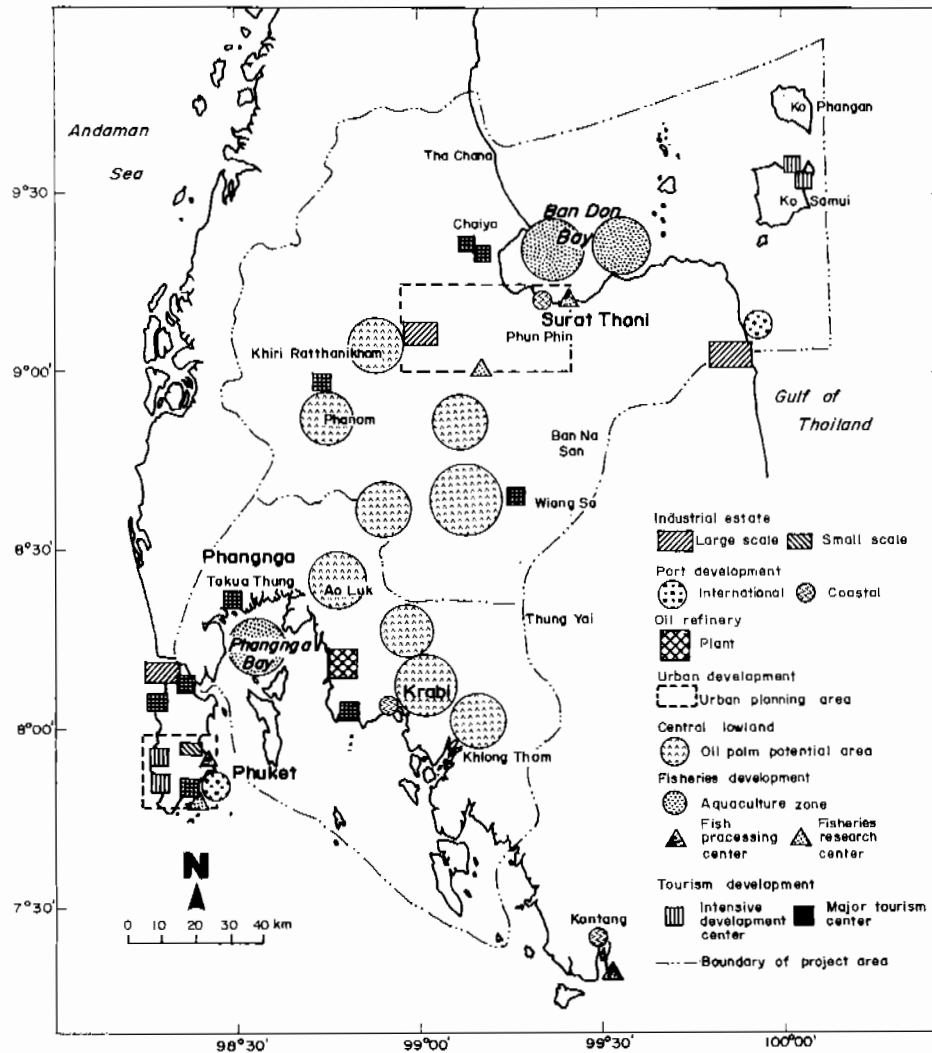 Andaman
Sea
Ko Phangan
Tha Chana
9°30'
Ko Samui
Ban Don
Bay
Chaiya
Surat Thani
Phun Phin
Khiri Ratthanikham
9°00'
Gulf of
Thailand
Phanom
Ban Na
San
Wiang Sa
8°30'
Phangnga
Takua Thung
Ao Luk
Thung Yai
Phangnga
Bay
Krabi
8°00'
Khlong Thom
Phuket
N
7°30'
0 10 20 30 40 km
Kantang
Industrial estate
Large scale
Small scale
Port development
International
Coastal
Oil refinery
Plant
Urban development
Urban planning area
Central lowland
Oil palm potential area
Fisheries development
Aquaculture zone
Fish
processing
center
Fisheries
research
center
Tourism development
Intensive
development
center
Major tourism
center
Boundary of project area
98°30'
99°00'
99°30'
100°00'